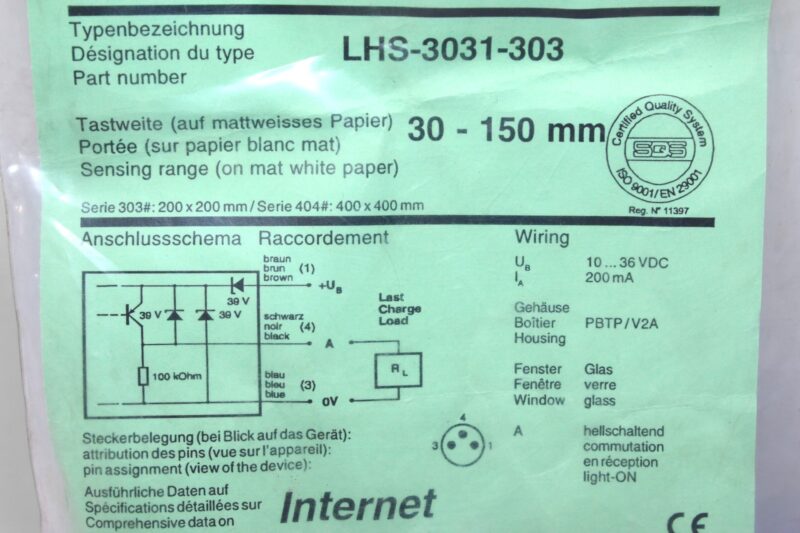 Typenbezeichnung
Désignation du type LHS-3031-303
Part number
Tastweite (auf mattweisses Papier) 30 - 150 mm
Portée (sur papier blanc mat)
Sensing range (on mat white paper)
Certified Quality System
SQS
ISO 9001/EN 29001
Reg. N° 11397
Serie 303#: 200 x 200 mm / Serie 404#: 400 x 400 mm
Anschlussschema Raccordement Wiring
braun
brun (1)
brown
+UB
39 V
39 V
39 V
schwarz
noir (4)
black
A
100 kOhm
blau
bleu (3)
blue
0V
Last
Charge
Load
RL
UB 10 ... 36 VDC
IA 200 mA
Gehäuse
Boîtier PBTP/V2A
Housing
Fenster Glas
Fenêtre verre
Window glass
A hellschaltend
commutation
en réception
light-ON
Steckerbelegung (bei Blick auf das Gerät):
attribution des pins (vue sur l'appareil):
pin assignment (view of the device):
4
3
1
Ausführliche Daten auf
Spécifications détaillées sur Internet
Comprehensive data on
CE